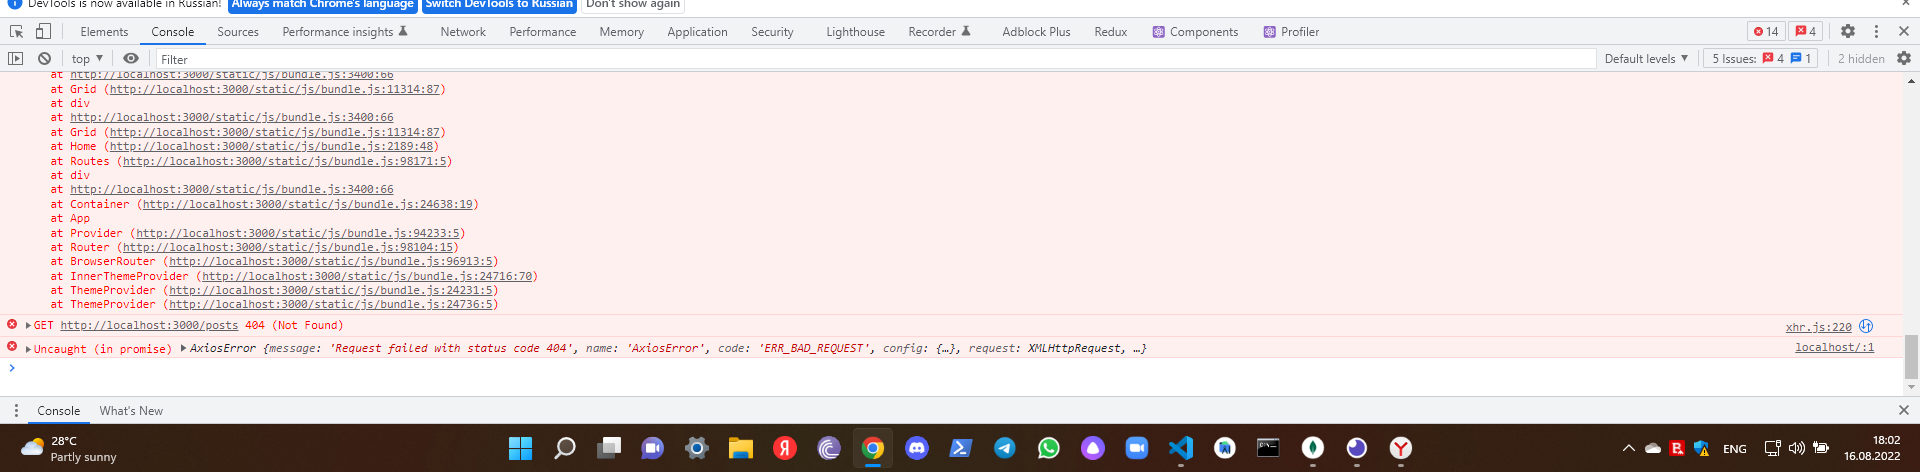 DevTools is now available in Russian! Always match Chrome's language Switch DevTools to Russian Don't show again
Elements Console Sources Performance insights Network Performance Memory Application Security Lighthouse Recorder Adblock Plus Redux Components Profiler 14 4
top Filter Default levels 5 Issues: 4 1 2 hidden
at http://localhost:3000/static/js/bundle.js:3400:66
at Grid (http://localhost:3000/static/js/bundle.js:11314:87)
at div
at http://localhost:3000/static/js/bundle.js:3400:66
at Grid (http://localhost:3000/static/js/bundle.js:11314:87)
at Home (http://localhost:3000/static/js/bundle.js:2189:48)
at Routes (http://localhost:3000/static/js/bundle.js:98171:5)
at div
at http://localhost:3000/static/js/bundle.js:3400:66
at Container (http://localhost:3000/static/js/bundle.js:24638:19)
at App
at Provider (http://localhost:3000/static/js/bundle.js:94233:5)
at Router (http://localhost:3000/static/js/bundle.js:98104:15)
at BrowserRouter (http://localhost:3000/static/js/bundle.js:96913:5)
at InnerThemeProvider (http://localhost:3000/static/js/bundle.js:24716:70)
at ThemeProvider (http://localhost:3000/static/js/bundle.js:24231:5)
at ThemeProvider (http://localhost:3000/static/js/bundle.js:24736:5)
GET http://localhost:3000/posts 404 (Not Found) xhr.js:220
Uncaught (in promise) AxiosError {message: 'Request failed with status code 404', name: 'AxiosError', code: 'ERR_BAD_REQUEST', config: {…}, request: XMLHttpRequest, …} localhost/:1
Console What's New
28°C
Partly sunny
ENG
18:02
16.08.2022